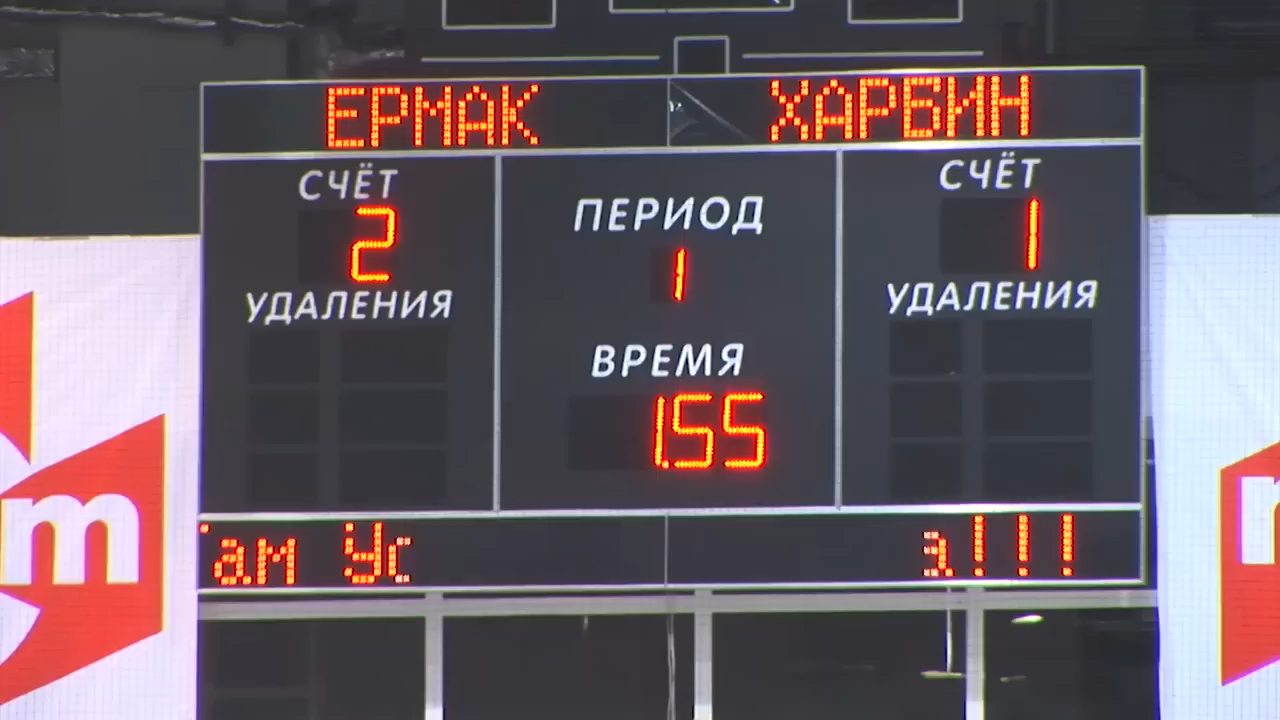 ЕРМАК ХАРБИН
СЧЁТ СЧЁТ
2 ПЕРИОД 1
1
УДАЛЕНИЯ УДАЛЕНИЯ
ВРЕМЯ
1.55
ам Ус а!!!
m